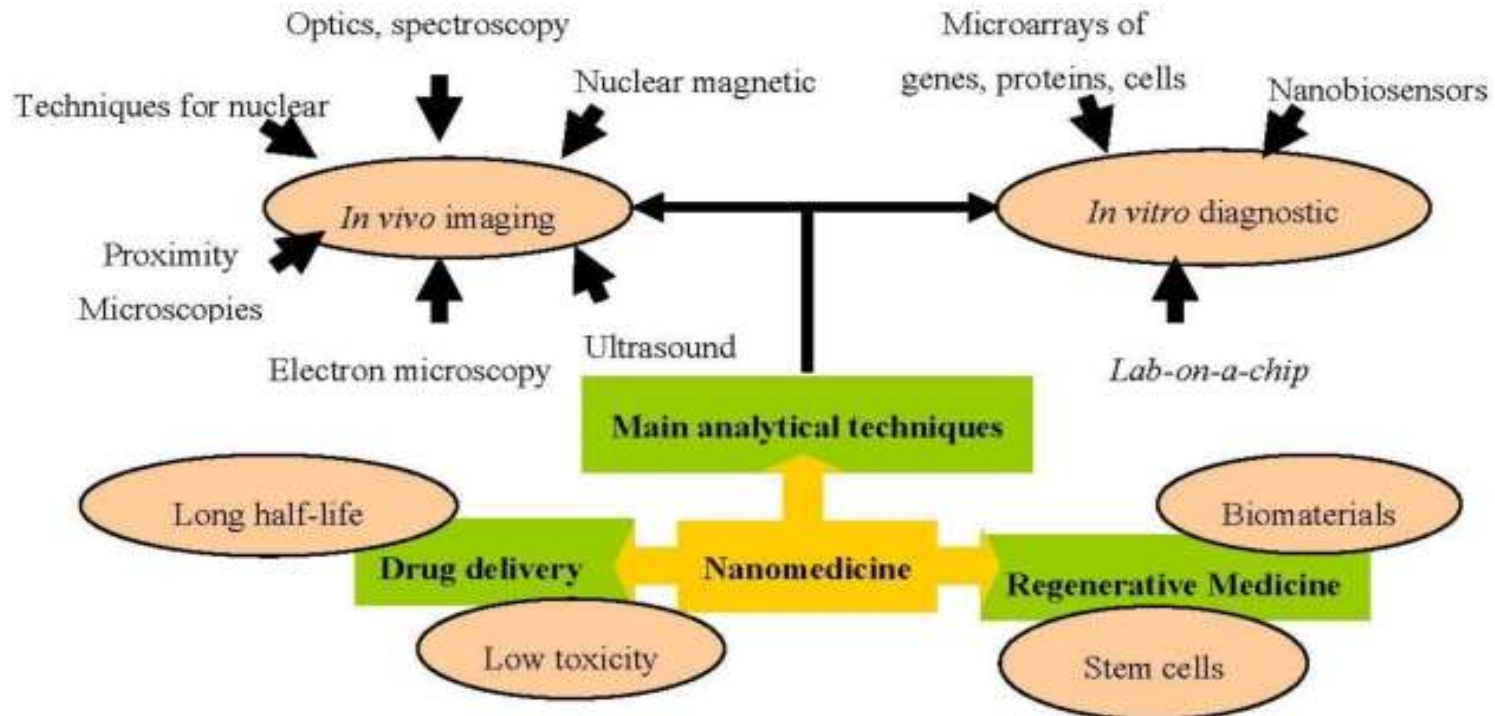 Optics, spectroscopy
Nuclear magnetic
Techniques for nuclear
In vivo imaging
Proximity
Microscopies
Electron microscopy
Ultrasound
Microarrays of
genes, proteins, cells
Nanobiosensors
In vitro diagnostic
Lab-on-a-chip
Main analytical techniques
Long half-life
Drug delivery
Low toxicity
Nanomedicine
Biomaterials
Regenerative Medicine
Stem cells